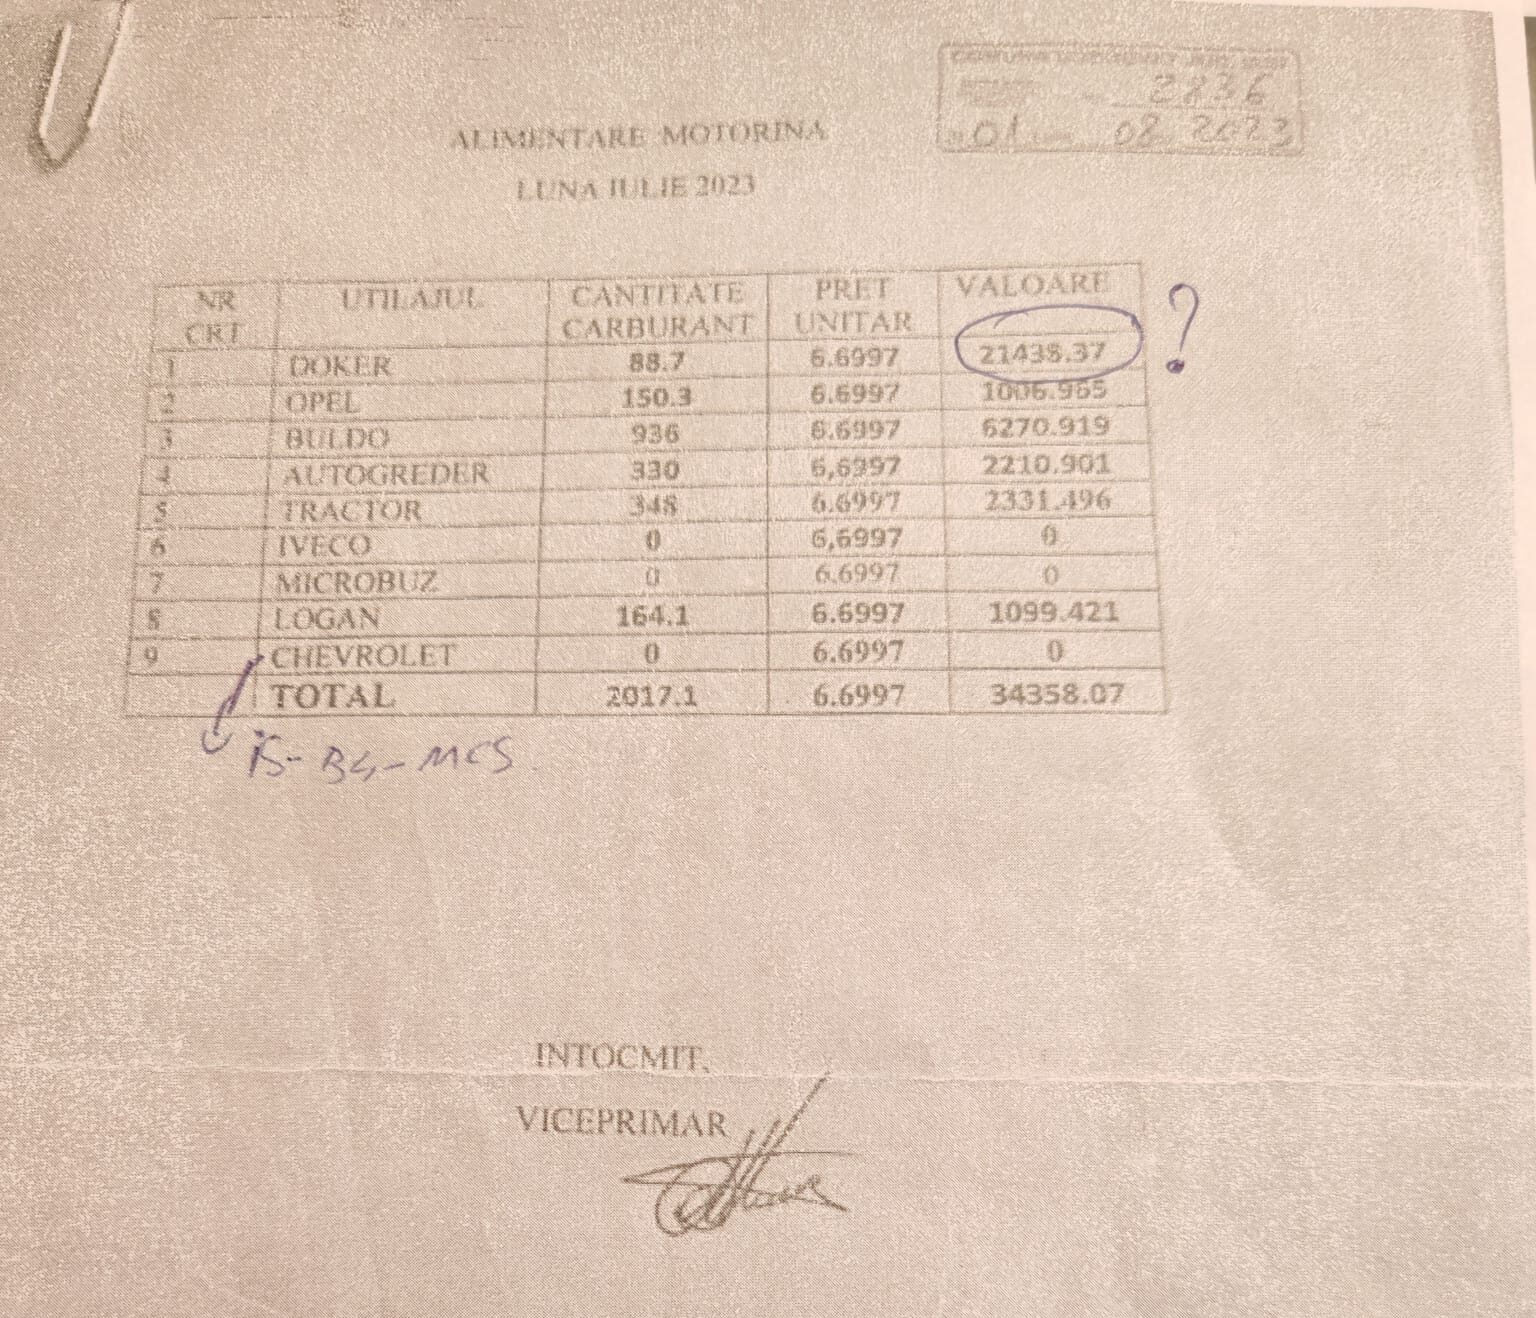 2836
01 08 2023
ALIMENTARE MOTORINA
LUNA IULIE 2023
NR CRT UTILAJUL CANTITATE CARBURANT PRET UNITAR VALOARE
?
1 DOKER 88.7 6.6997 21438.37
2 OPEL 150.3 6.6997 1006.965
3 BULDO 936 6.6997 6270.919
4 AUTOGREDER 330 6,6997 2210.901
5 TRACTOR 348 6.6997 2331.496
6 IVECO 0 6,6997 0
7 MICROBUZ 0 6.6997 0
8 LOGAN 164.1 6.6997 1099.421
9 CHEVROLET 0 6.6997 0
TOTAL 2017.1 6.6997 34358.07
MCS
INTOCMIT,
VICEPRIMAR